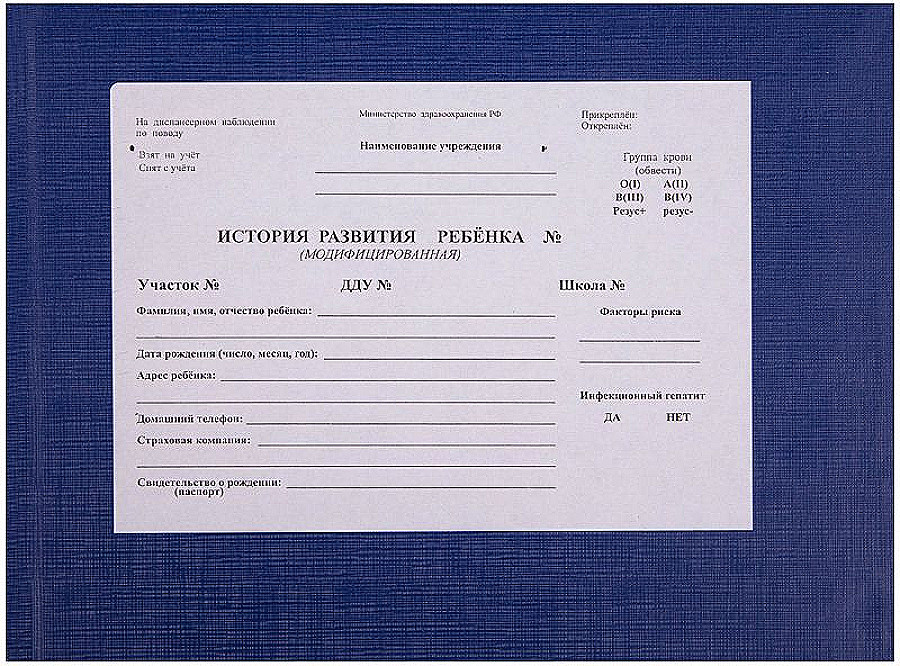 На диспансерном наблюдении
по поводу
Взят на учёт
Снят с учёта
Министерство здравоохранения РФ
Наименование учреждения
Прикреплён:
Откреплён:
Группа крови
(обвести)
О(I) А(II)
В(III) В(IV)
Резус+ резус-
ИСТОРИЯ РАЗВИТИЯ РЕБЁНКА №
(МОДИФИЦИРОВАННАЯ)
Участок № ДДУ № Школа №
Фамилия, имя, отчество ребёнка:
Дата рождения (число, месяц, год):
Адрес ребёнка:
Домашний телефон:
Страховая компания:
Свидетельство о рождении:
(паспорт)
Факторы риска
Инфекционный гепатит
ДА НЕТ